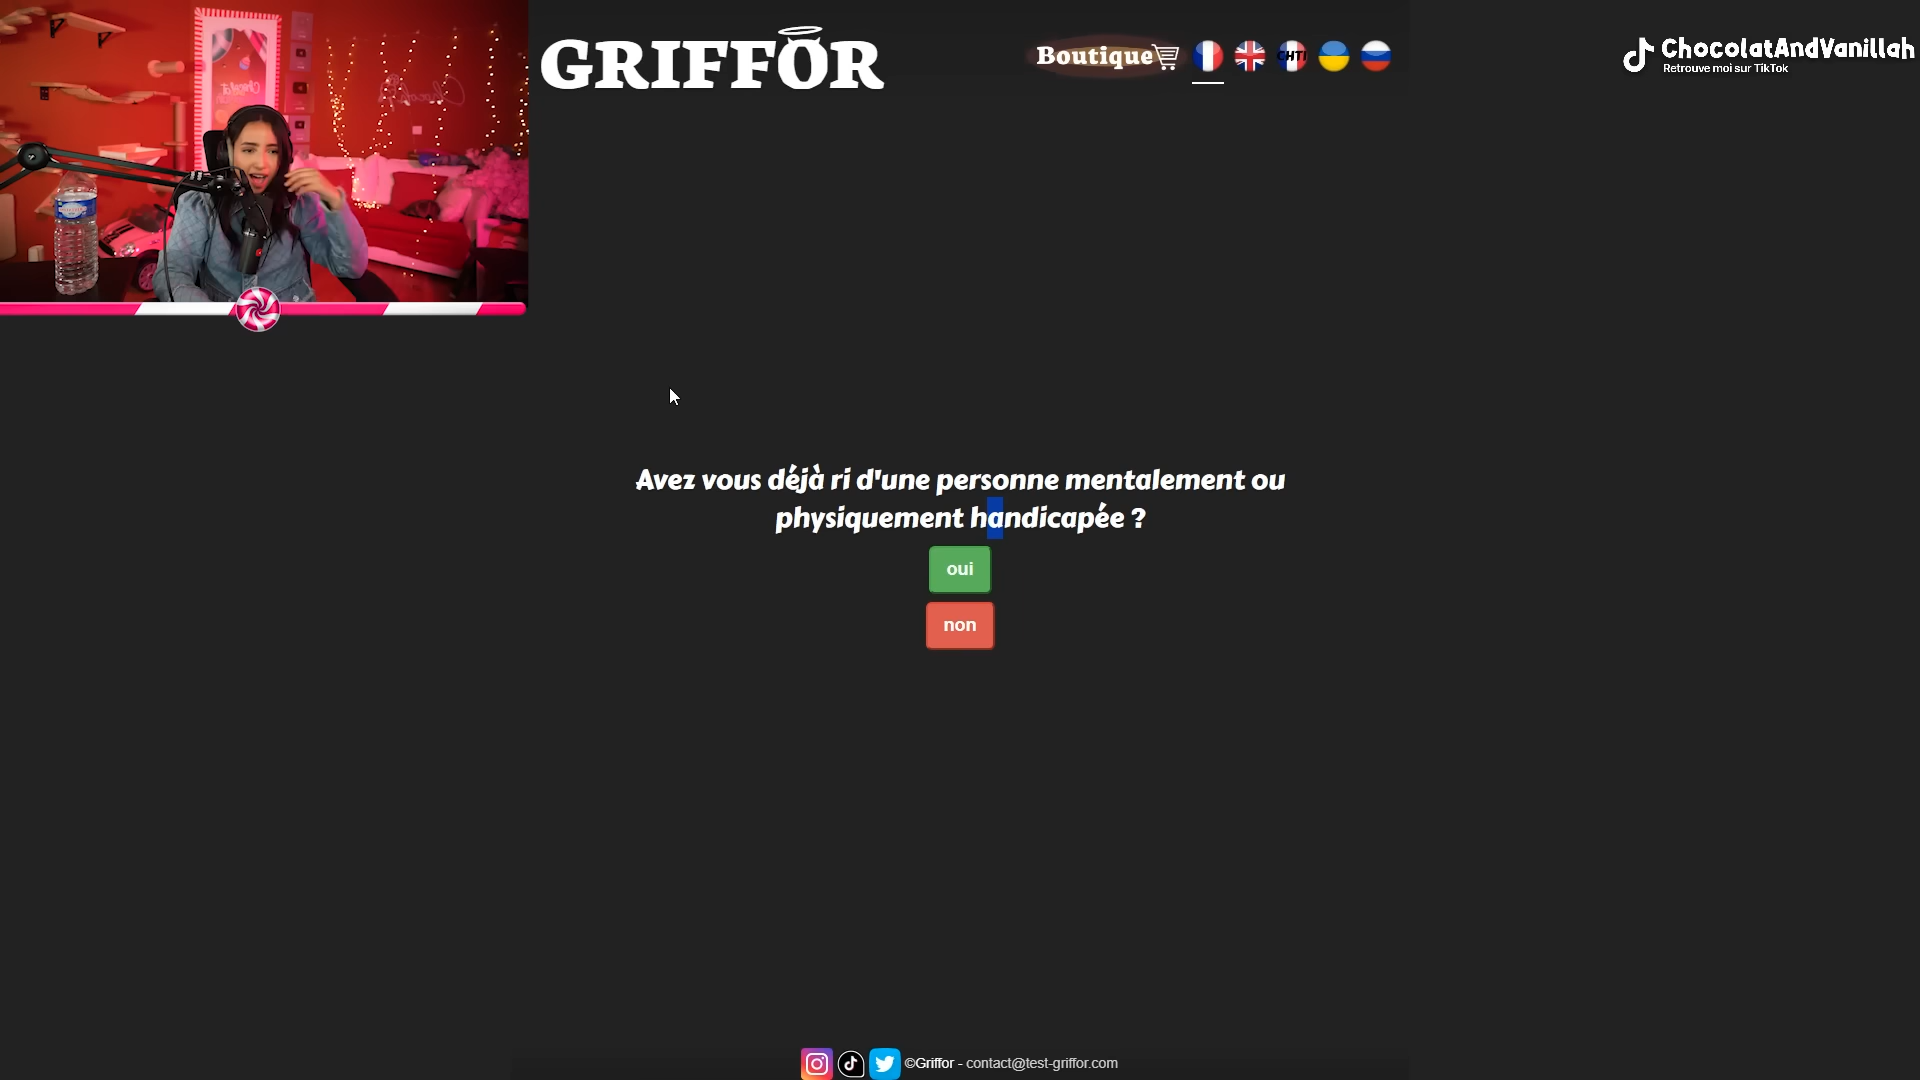 GRIFFOR
Boutique
CHTI
ChocolatAndVanillah
Retrouve moi sur TikTok
Avez vous déjà ri d'une personne mentalement ou
physiquement handicapée ?
oui
non
©Griffor - contact@test-griffor.com